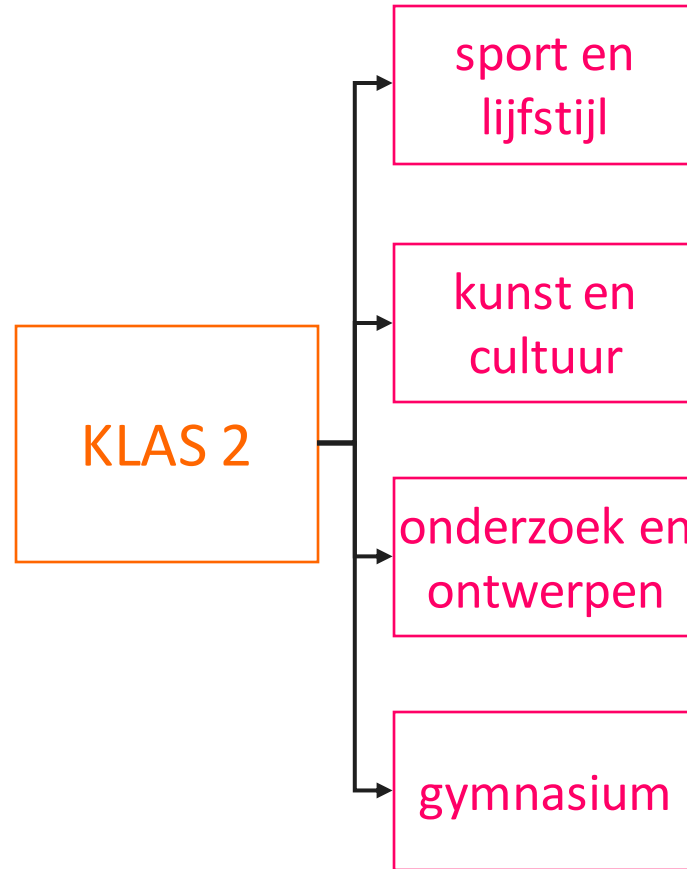 sport en
lijfstijl
kunst en
cultuur
KLAS 2
onderzoek en
ontwerpen
gymnasium